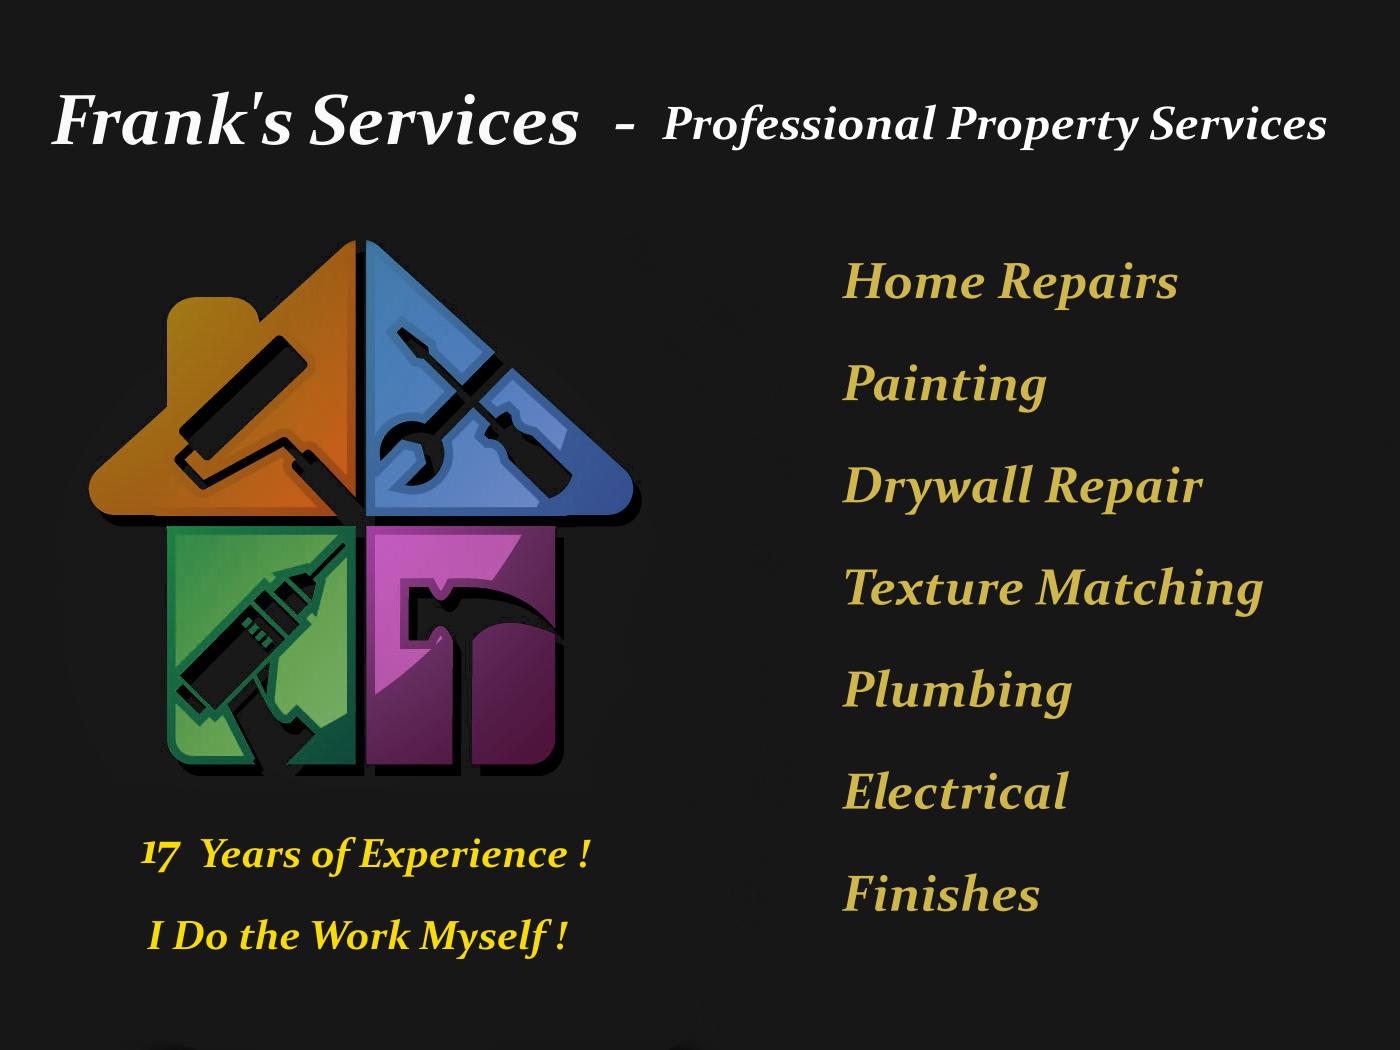 Frank's Services - Professional Property Services
Home Repairs
Painting
Drywall Repair
Texture Matching
Plumbing
Electrical
Finishes
17 Years of Experience !
I Do the Work Myself !